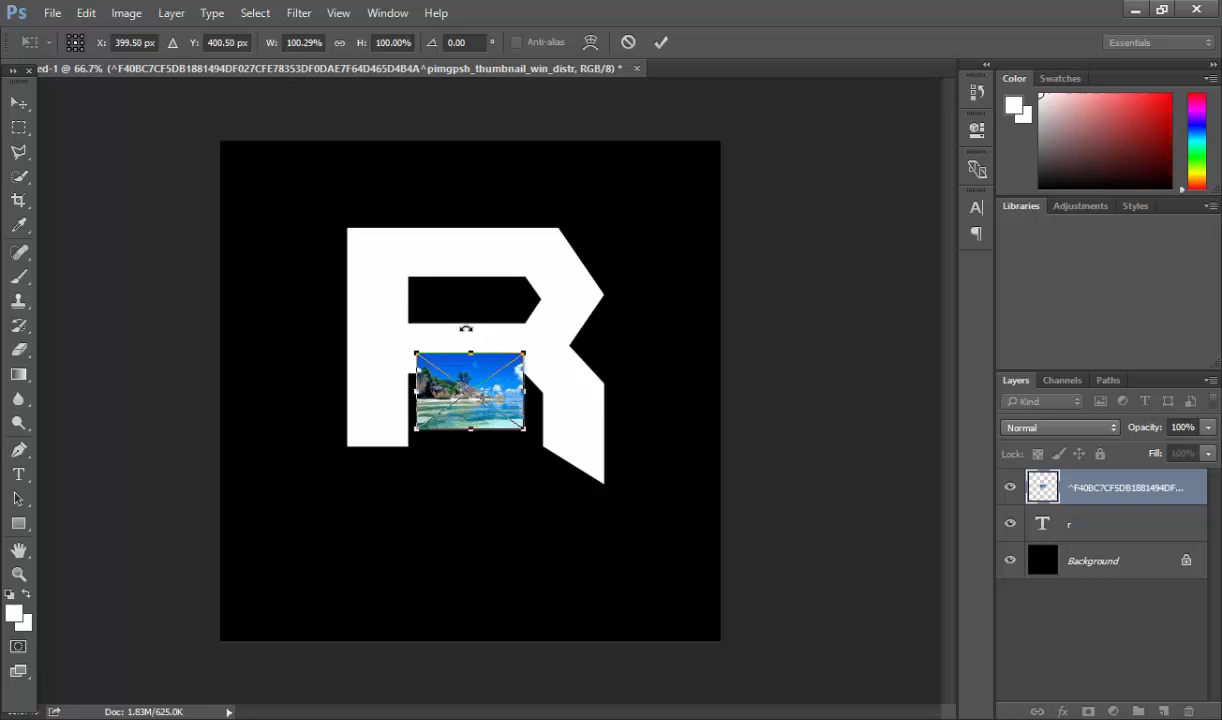 Ps File Edit Image Layer Type Select Filter View Window Help
X: 399.50 px Y: 400.50 px W: 100.29% H: 100.00% 0.00 ° Anti-alias Essentials
ed-1 @ 66.7% (^F40BC7CF5DB1881494DF027CFE78353DF0DAE7F64D465D4B4A^pimgpsh_thumbnail_win_distr, RGB/8) * ×
Color Swatches
Libraries Adjustments Styles
R
Layers Channels Paths
Kind
Normal Opacity: 100%
Lock: Fill: 100%
^F40BC7CF5DB1881494DF...
T r
Background
Doc: 1.83M/625.0K
fx